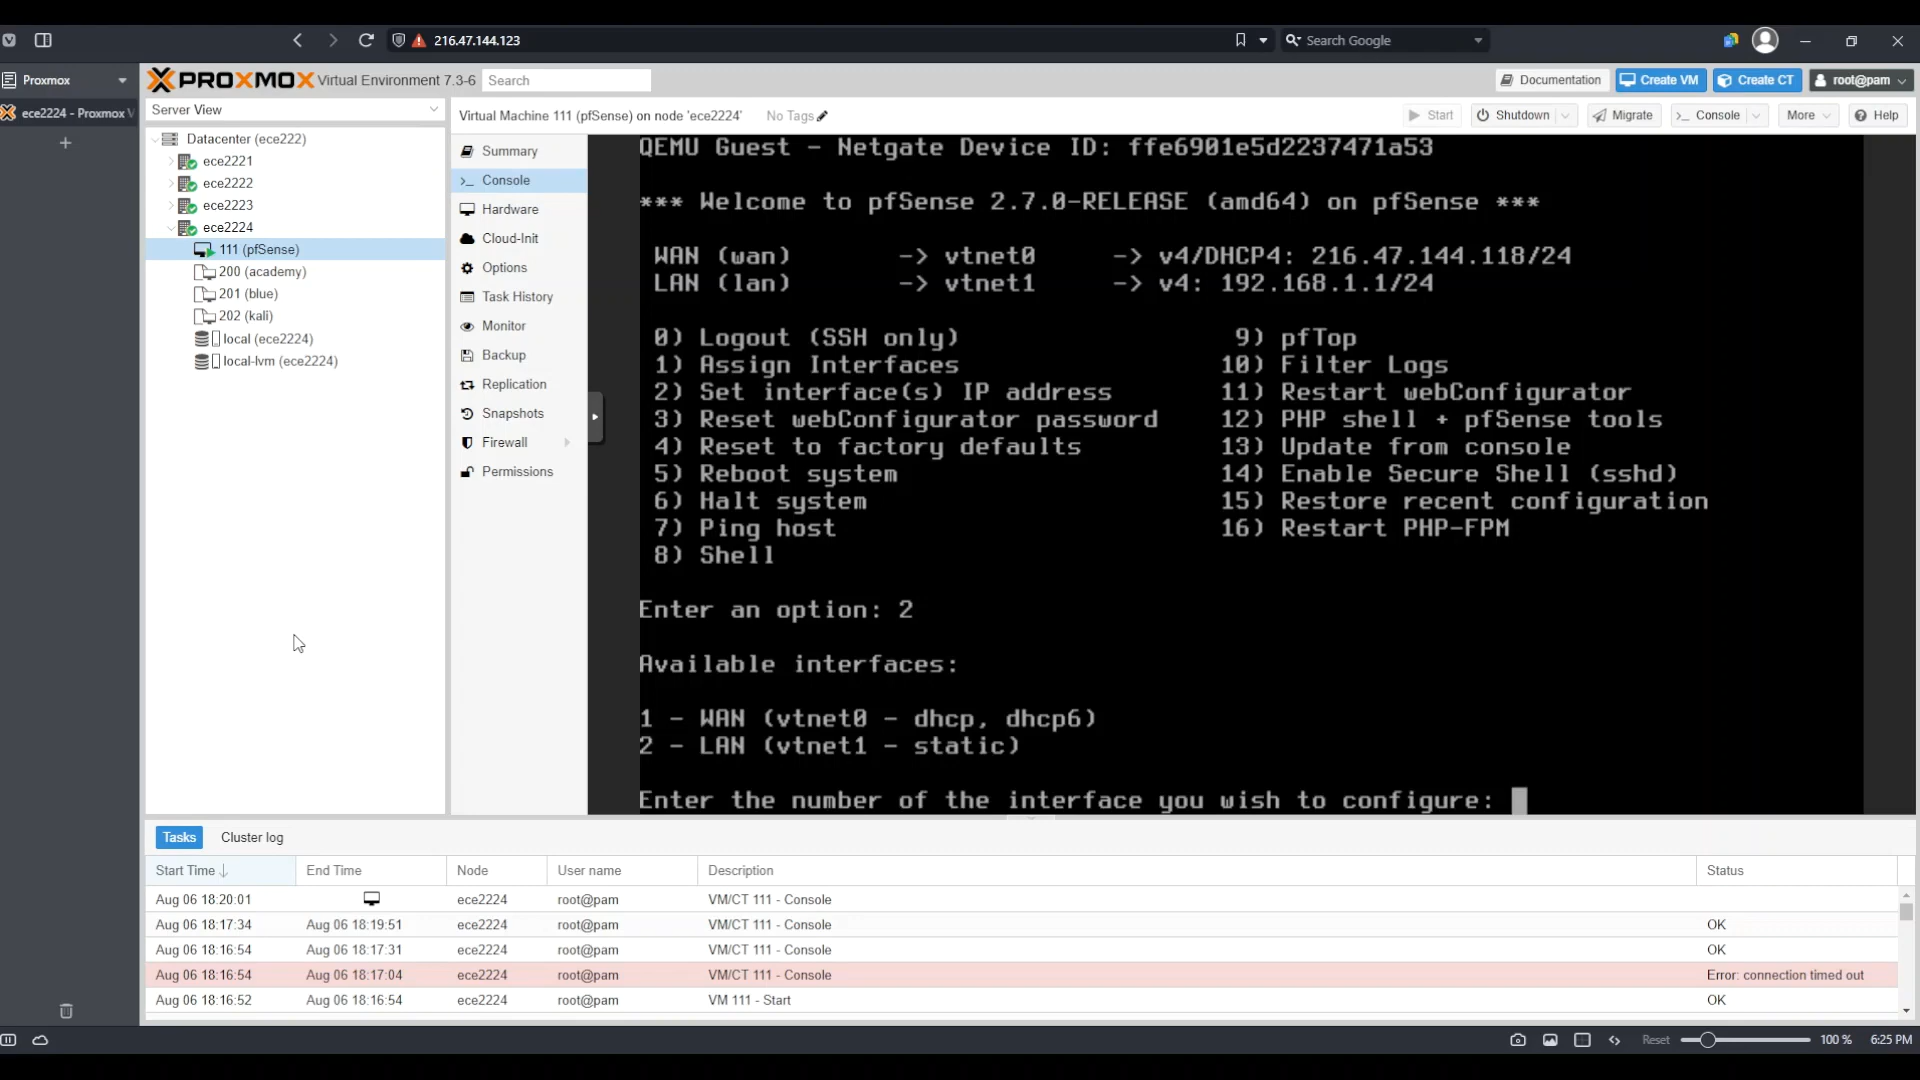 216.47.144.123
Search Google
Proxmox
PROXMOX Virtual Environment 7.3-6
Search
Documentation
Create VM
Create CT
root@pam
ece2224 - Proxmox V
Server View
Virtual Machine 111 (pfSense) on node 'ece2224'
No Tags
Start
Shutdown
Migrate
Console
More
Help
Datacenter (ece222)
ece2221
ece2222
ece2223
ece2224
111 (pfSense)
200 (academy)
201 (blue)
202 (kali)
local (ece2224)
local-lvm (ece2224)
Summary
Console
Hardware
Cloud-Init
Options
Task History
Monitor
Backup
Replication
Snapshots
Firewall
Permissions
QEMU Guest - Netgate Device ID: ffe6901e5d2237471a53
*** Welcome to pfSense 2.7.0-RELEASE (amd64) on pfSense ***
WAN (wan) -> vtnet0 -> v4/DHCP4: 216.47.144.118/24
LAN (lan) -> vtnet1 -> v4: 192.168.1.1/24
0) Logout (SSH only) 9) pfTop
1) Assign Interfaces 10) Filter Logs
2) Set interface(s) IP address 11) Restart webConfigurator
3) Reset webConfigurator password 12) PHP shell + pfSense tools
4) Reset to factory defaults 13) Update from console
5) Reboot system 14) Enable Secure Shell (sshd)
6) Halt system 15) Restore recent configuration
7) Ping host 16) Restart PHP-FPM
8) Shell
Enter an option: 2
Available interfaces:
1 - WAN (vtnet0 - dhcp, dhcp6)
2 - LAN (vtnet1 - static)
Enter the number of the interface you wish to configure:
Tasks
Cluster log
Start Time End Time Node User name Description Status
Aug 06 18:20:01 ece2224 root@pam VM/CT 111 - Console
Aug 06 18:17:34 Aug 06 18:19:51 ece2224 root@pam VM/CT 111 - Console OK
Aug 06 18:16:54 Aug 06 18:17:31 ece2224 root@pam VM/CT 111 - Console OK
Aug 06 18:16:54 Aug 06 18:17:04 ece2224 root@pam VM/CT 111 - Console Error: connection timed out
Aug 06 18:16:52 Aug 06 18:16:54 ece2224 root@pam VM 111 - Start OK
Reset
100 %
6:25 PM